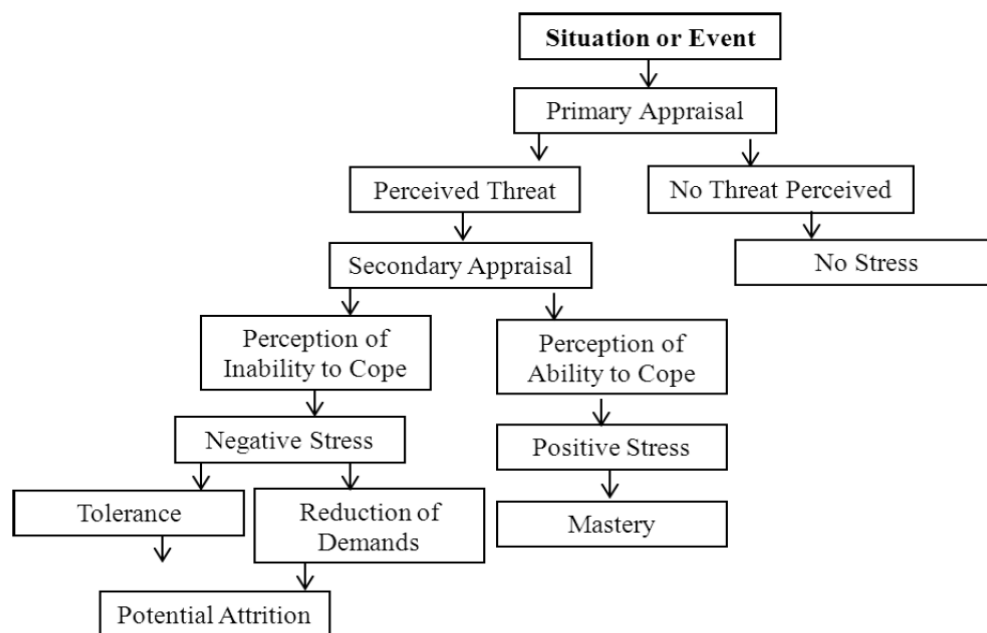 Situation or Event
Primary Appraisal
Perceived Threat
No Threat Perceived
Secondary Appraisal
No Stress
Perception of
Inability to Cope
Perception of
Ability to Cope
Negative Stress
Positive Stress
Tolerance
Reduction of
Demands
Mastery
Potential Attrition